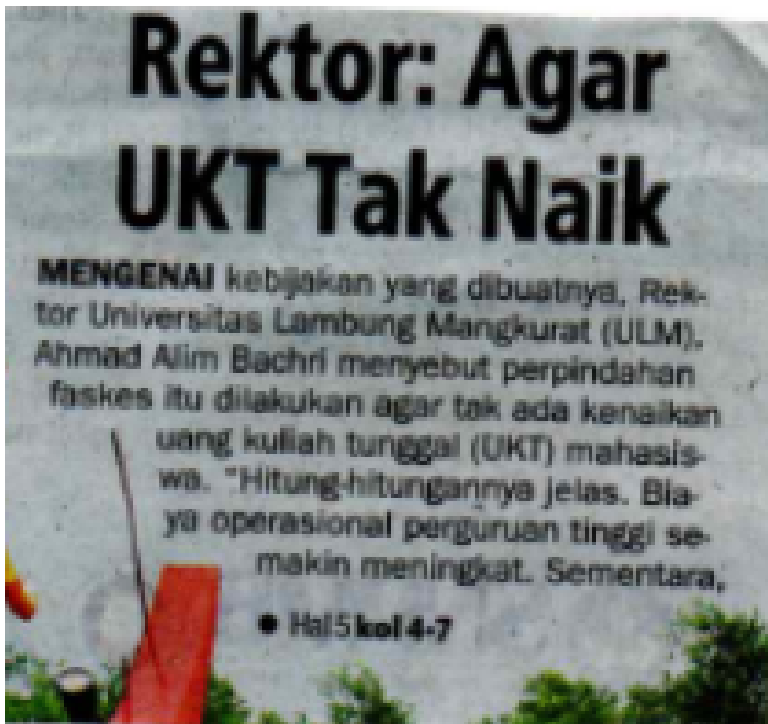 Rektor: Agar
UKT Tak Naik
MENGENAI kebijakan yang dibuatnya, Rek-
tor Universitas Lambung Mangkurat (ULM),
Ahmad Alim Bachri menyebut perpindahan
faskes itu dilakukan agar tak ada kenaikan
uang kuliah tunggal (UKT) mahasis-
wa. "Hitung-hitungannya jelas. Bia-
ya operasional perguruan tinggi se-
makin meningkat. Sementara,
● Hal 5 kol 4-7